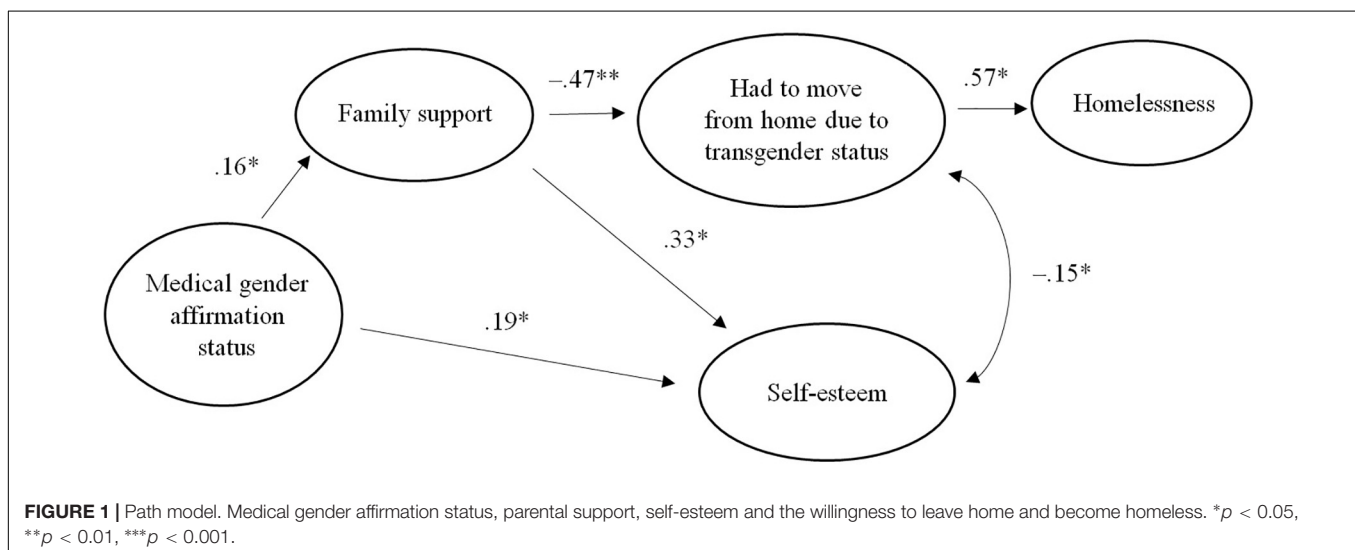 Family support
–.47**
Had to move
from home due to
transgender status
.57*
Homelessness
.16*
.33*
Medical gender
affirmation
status
.19*
–.15*
Self-esteem
FIGURE 1 | Path model. Medical gender affirmation status, parental support, self-esteem and the willingness to leave home and become homeless. *p < 0.05,
**p < 0.01, ***p < 0.001.